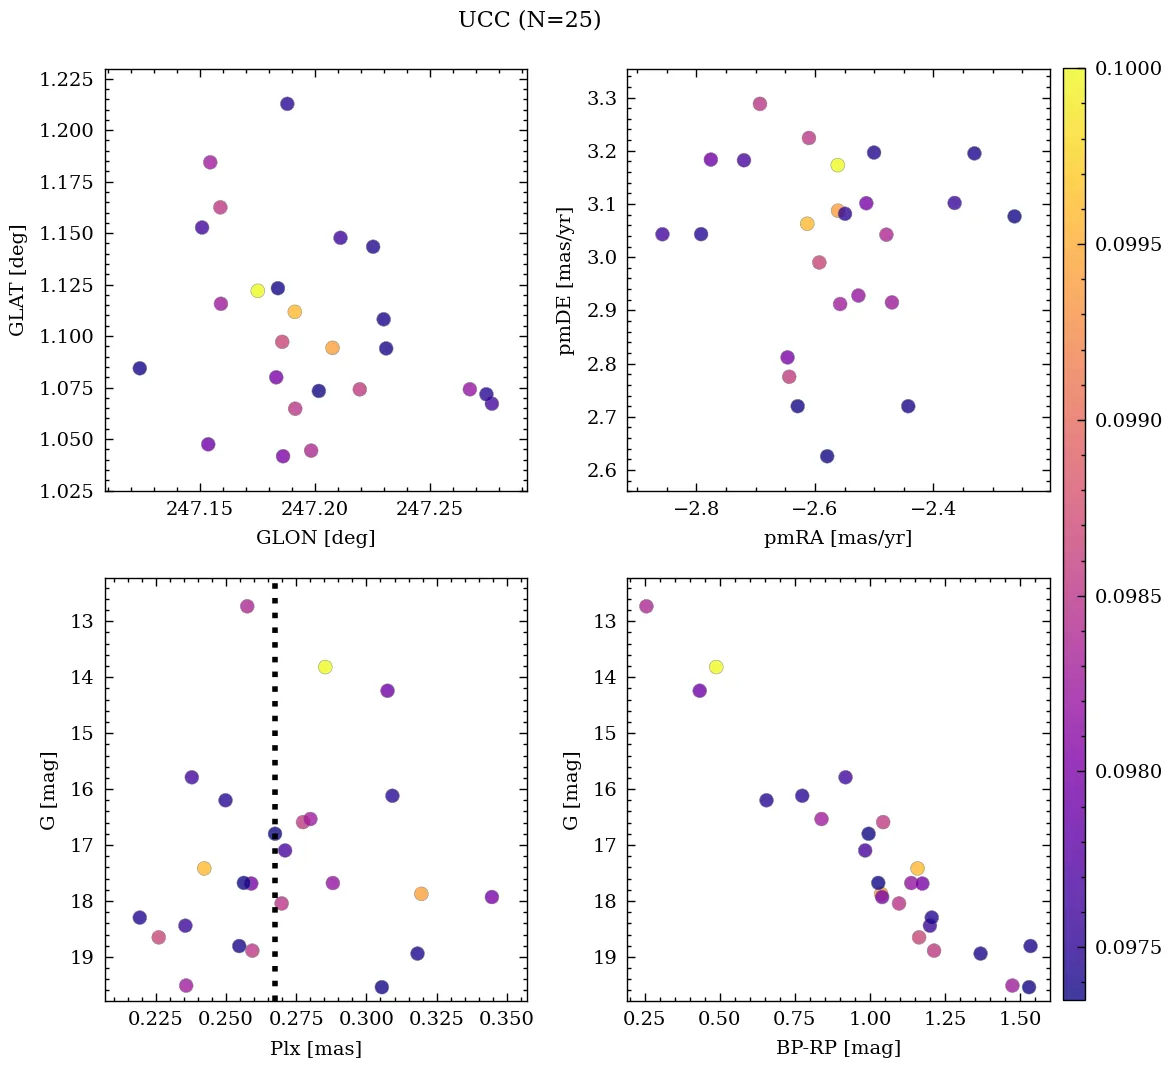 UCC (N=25)
1.225
1.200
1.175
1.150
1.125
1.100
1.075
1.050
1.025
GLAT [deg]
247.15 247.20 247.25
GLON [deg]
3.3
3.2
3.1
3.0
2.9
2.8
2.7
2.6
pmDE [mas/yr]
−2.8 −2.6 −2.4
pmRA [mas/yr]
0.1000
0.0995
0.0990
0.0985
0.0980
0.0975
13
14
15
16
17
18
19
G [mag]
0.225 0.250 0.275 0.300 0.325 0.350
Plx [mas]
13
14
15
16
17
18
19
G [mag]
0.25 0.50 0.75 1.00 1.25 1.50
BP-RP [mag]